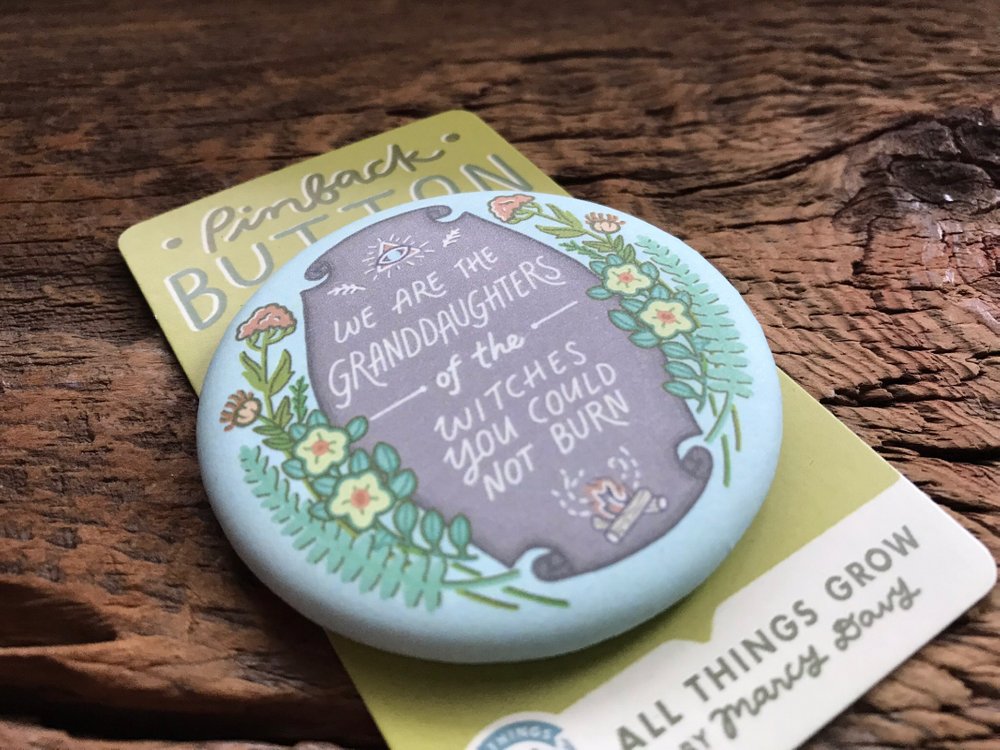 Pinback
BUTTON
WE ARE THE
GRANDDAUGHTERS
of the
WITCHES
YOU COULD
NOT BURN
ALL THINGS GROW
BY Marcy Davy
THINGS